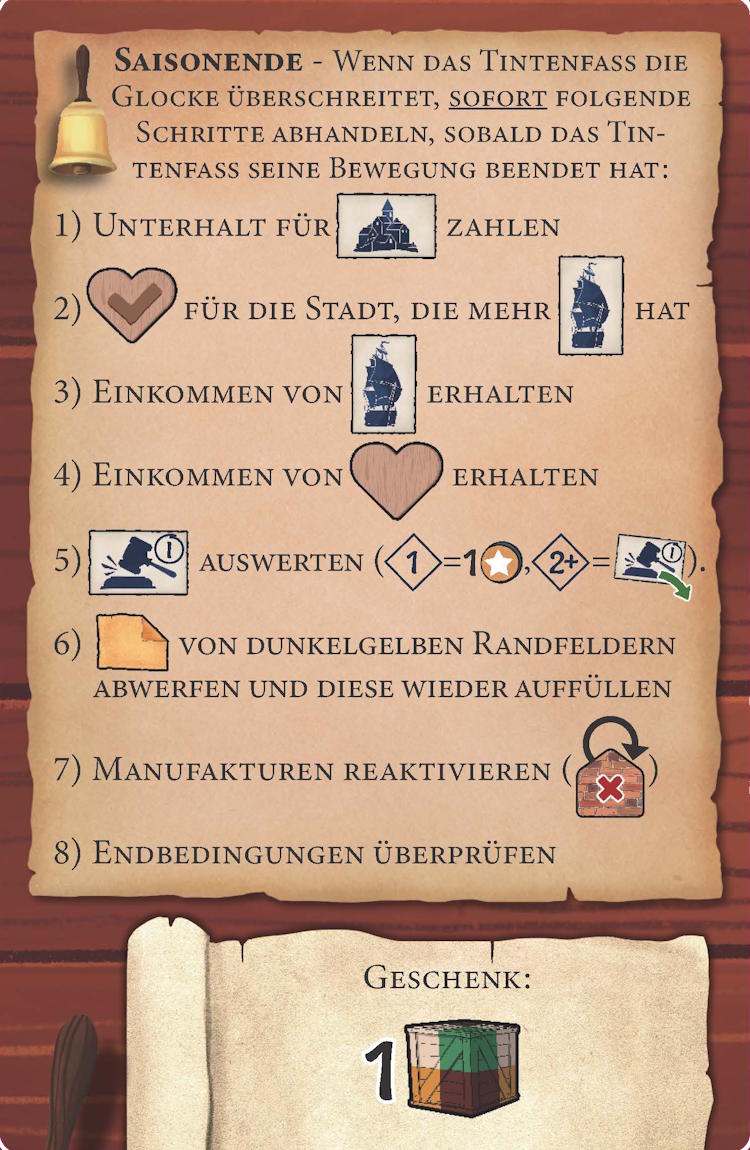 SAISONENDE - WENN DAS TINTENFASS DIE
GLOCKE ÜBERSCHREITET, SOFORT FOLGENDE
SCHRITTE ABHANDELN, SOBALD DAS TIN-
TENFASS SEINE BEWEGUNG BEENDET HAT:
1) UNTERHALT FÜR ZAHLEN
2) FÜR DIE STADT, DIE MEHR HAT
3) EINKOMMEN VON ERHALTEN
4) EINKOMMEN VON ERHALTEN
5) 1 AUSWERTEN (1=1, 2+= 1).
6) VON DUNKELGELBEN RANDFELDERN
ABWERFEN UND DIESE WIEDER AUFFÜLLEN
7) MANUFAKTUREN REAKTIVIEREN ( )
8) ENDBEDINGUNGEN ÜBERPRÜFEN
GESCHENK:
1